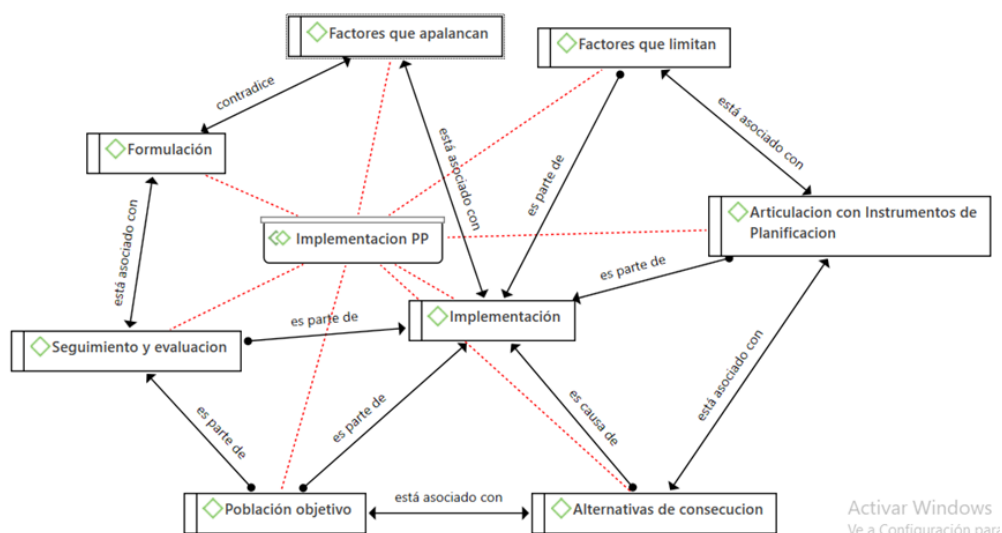 Factores que apalancan
Factores que limitan
contradice
está asociado con
está asociado con
es parte de
Formulación
Articulacion con Instrumentos de
Planificacion
Implementacion PP
está asociado con
es parte de
Implementación
es parte de
Seguimiento y evaluacion
está asociado con
es parte de
es parte de
es causa de
está asociado con
Población objetivo
Alternativas de consecucion
Activar Windows
Ve a Configuración para